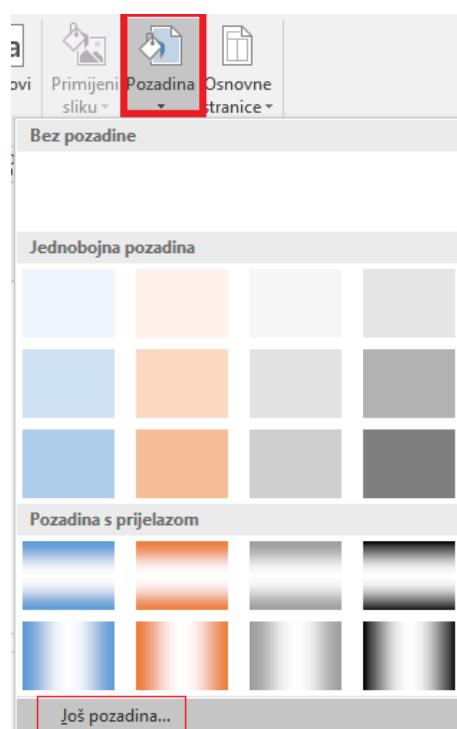 a
ovi
Primijeni Pozadina Osnovne
sliku stranice
Bez pozadine
Jednobojna pozadina
Pozadina s prijelazom
Još pozadina...